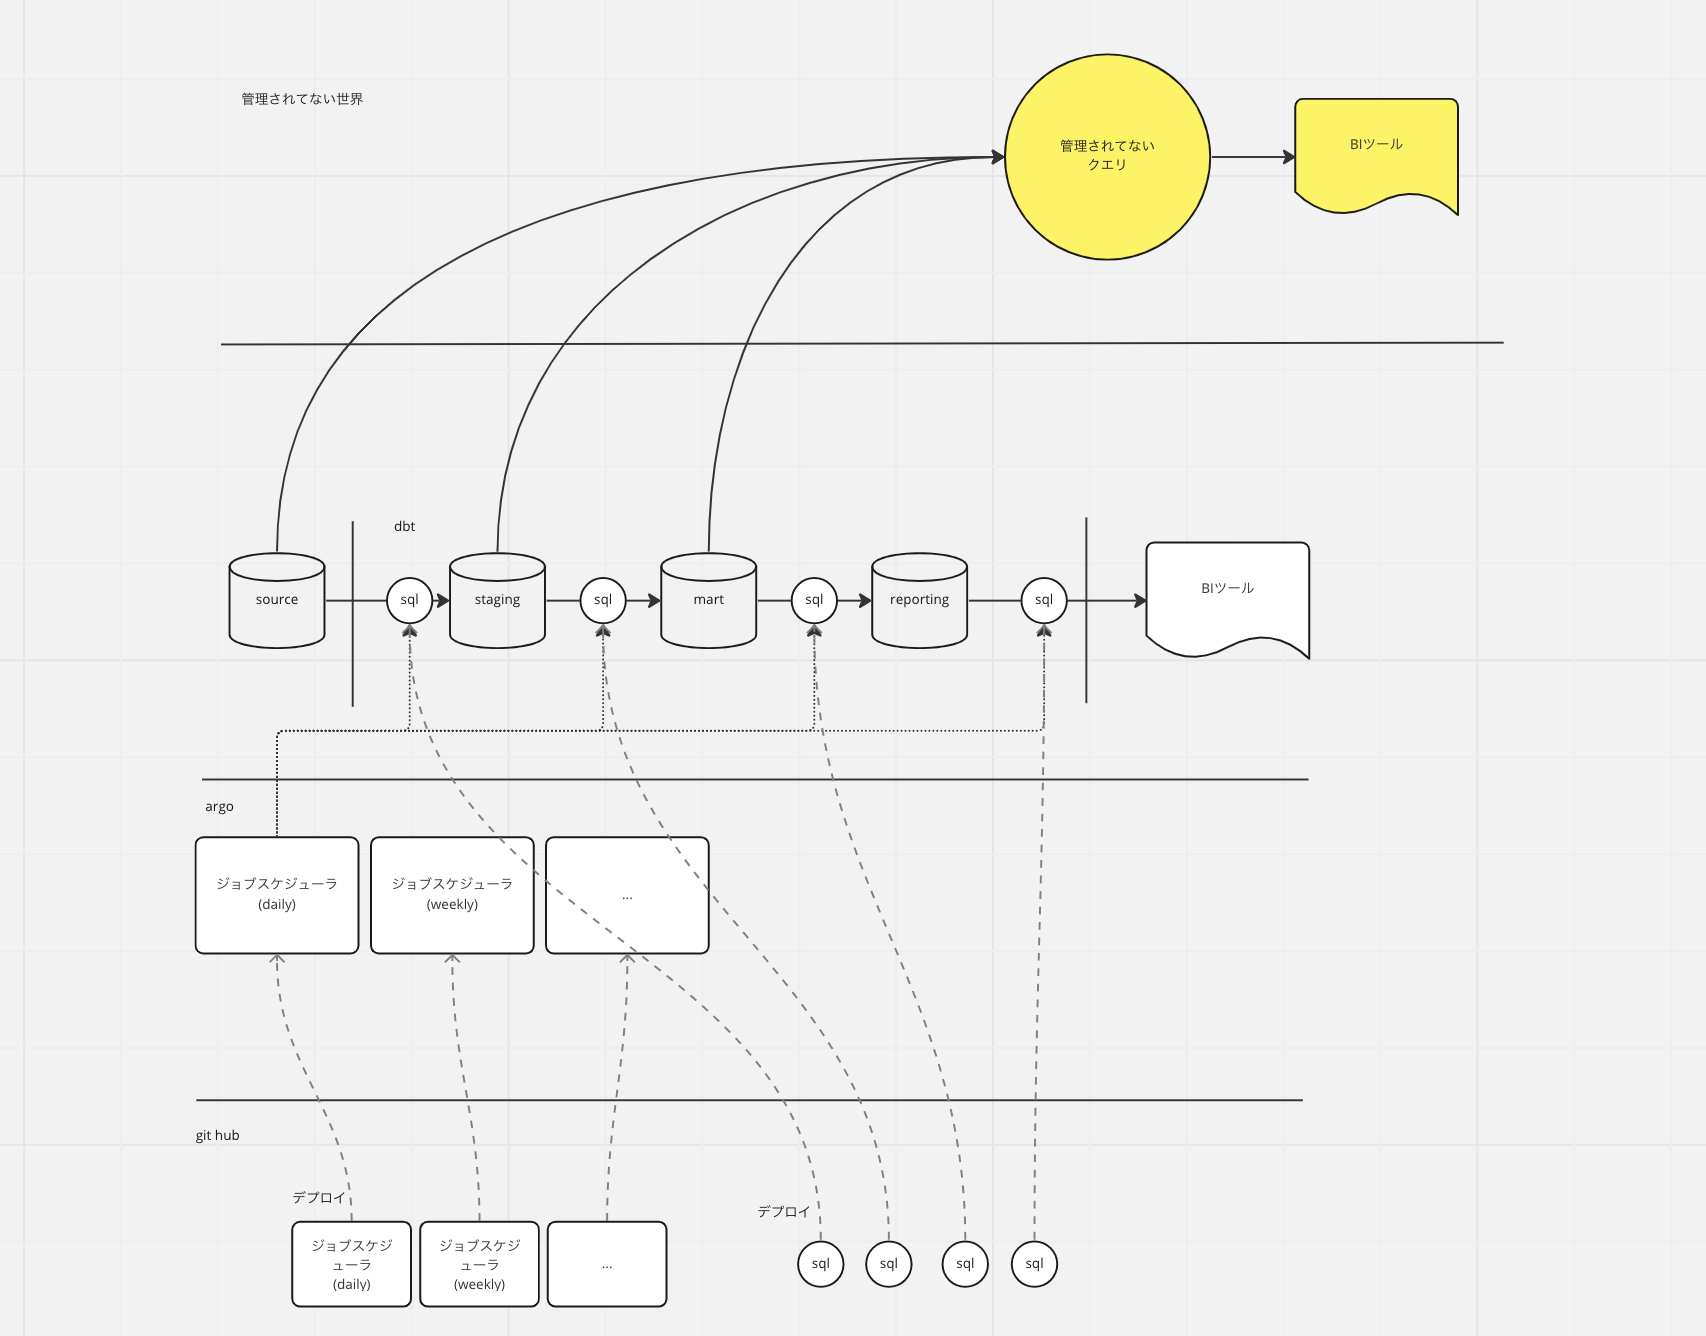 管理されてない世界
管理されてない
クエリ
BIツール
dbt
source
sql
staging
sql
mart
sql
reporting
sql
BIツール
argo
ジョブスケジューラ
(daily)
ジョブスケジューラ
(weekly)
...
git hub
デプロイ
デプロイ
ジョブスケジ
ューラ
(daily)
ジョブスケジ
ューラ
(weekly)
...
sql
sql
sql
sql